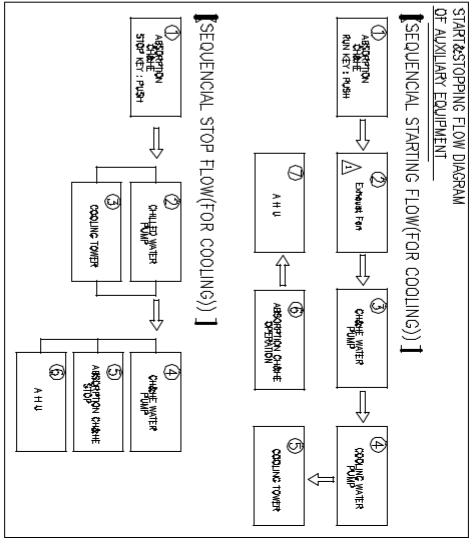 START&STOPPING FLOW DIAGRAM
OF AUXILIARY EQUIPMENT
[SEQUENCIAL STARTING FLOW(FOR COOLING)]
1
ABSORPTION
CH&HE
RUN KEY : PUSH
2
1
Exhaust Fan
3
CH&HE WATER
PUMP
4
COOLING WATER
PUMP
5
COOLING TOWER
6
ABSORPTION CH&HE
OPERATION
7
A H U
[SEQUENCIAL STOP FLOW(FOR COOLING)]
1
ABSORPTION
CH&HE
STOP KEY : PUSH
2
CHILLED WATER
PUMP
3
COOLING TOWER
4
CH&HE WATER
PUMP
5
ABSORPTION CH&HE
STOP
6
A H U